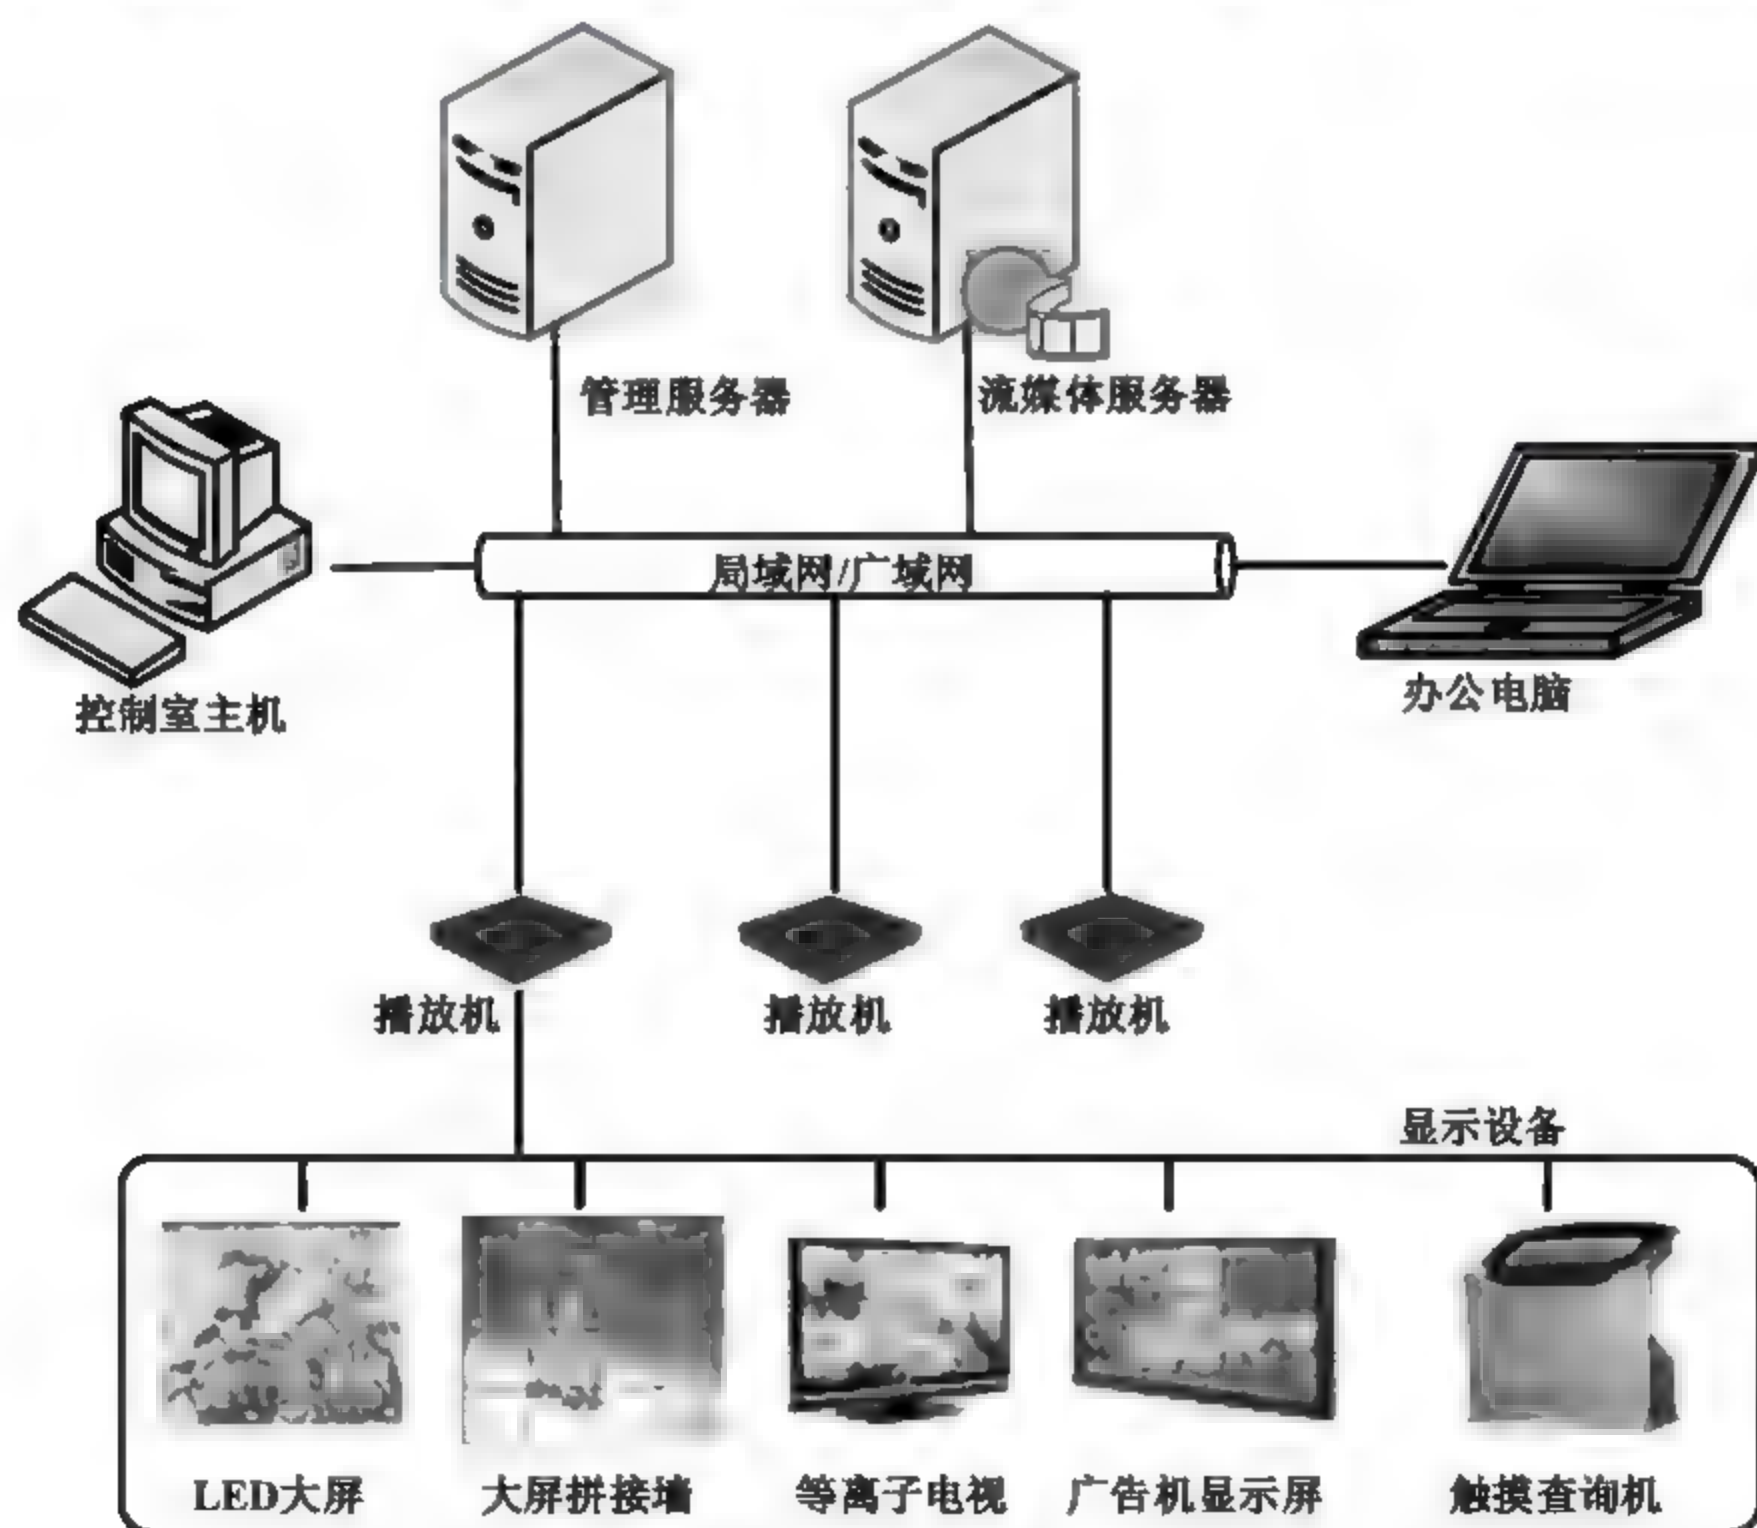 管理服务器
流媒体服务器
局域网/广域网
控制室主机
办公电脑
播放机
播放机
播放机
显示设备
LED大屏
大屏拼接墙
等离子电视
广告机显示屏
触摸查询机